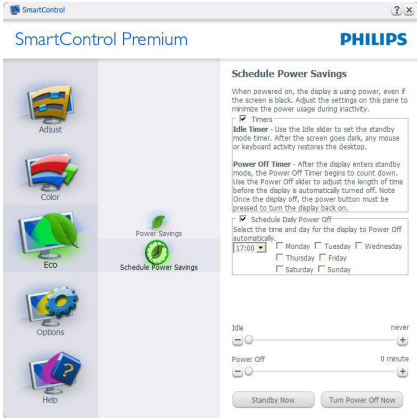 SmartControl
SmartControl Premium
PHILIPS
Adjust
Color
Eco
Options
Help
Power Savings
Schedule Power Savings
Schedule Power Savings
When powered on, the display is using power, even if
the screen is black. Adjust the settings on this pane to
minimize the power usage during inactivity.
Timers
Idle Timer - Use the Idle slider to set the standby
mode timer. After the screen goes dark, any mouse
or keyboard activity restores the desktop.
Power Off Timer - After the display enters standby
mode, the Power Off Timer begins to count down.
Use the Power Off slider to adjust the length of time
before the display is automatically turned off. Note
Once the display off, the power button must be
pressed to turn the display back on.
Schedule Daily Power Off
Select the time and day for the display to Power Off
automatically.
17:00 Monday Tuesday Wednesday
Thursday Friday
Saturday Sunday
Idle never
Power Off 0 minute
Standby Now Turn Power Off Now